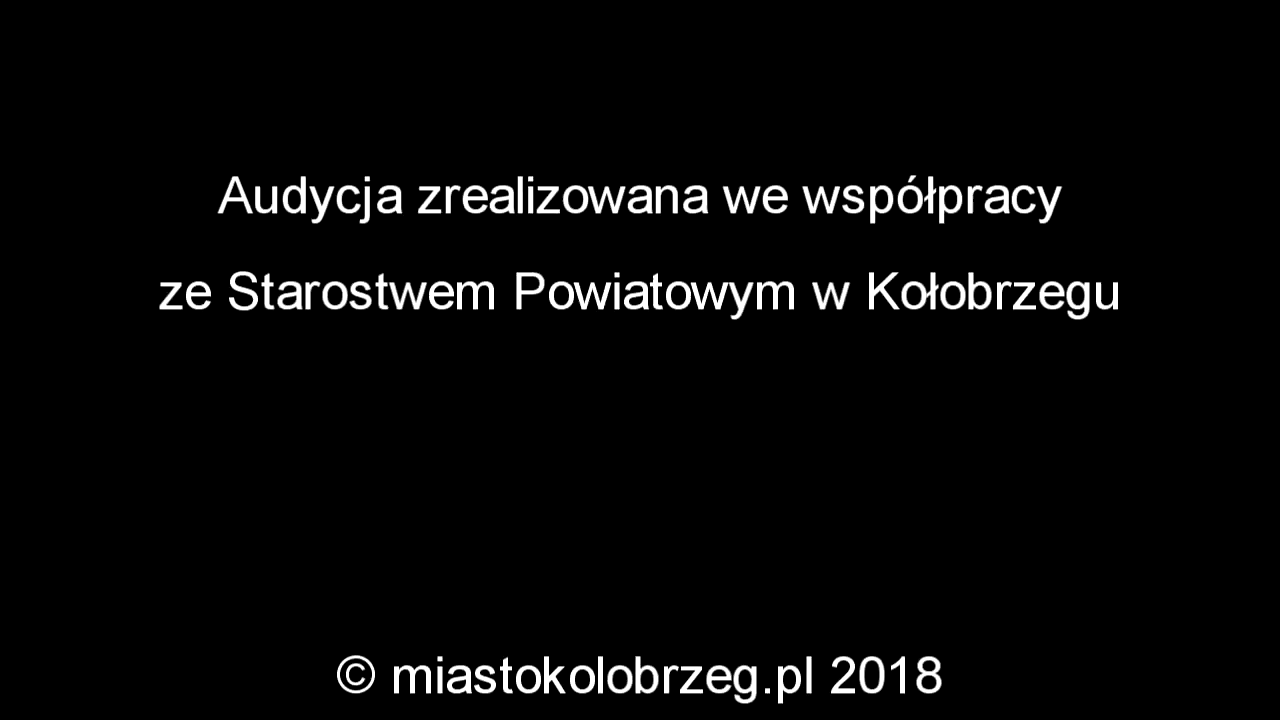 Audycja zrealizowana we współpracy
ze Starostwem Powiatowym w Kołobrzegu
© miastokolobrzeg.pl 2018